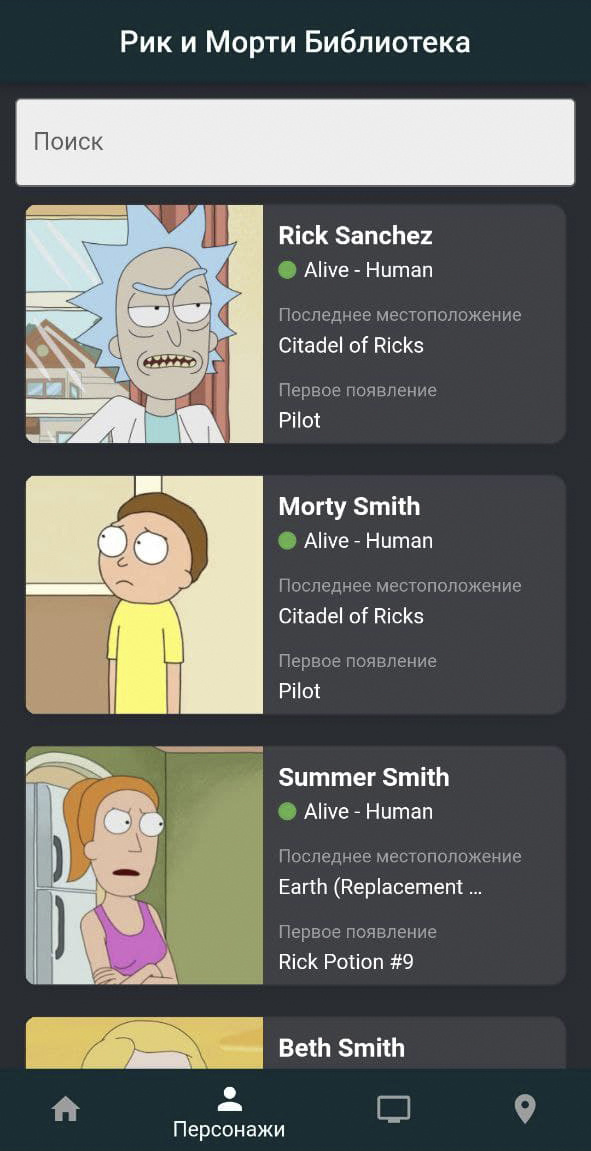 Рик и Морти Библиотека
Поиск
Rick Sanchez
Alive - Human
Последнее местоположение
Citadel of Ricks
Первое появление
Pilot
Morty Smith
Alive - Human
Последнее местоположение
Citadel of Ricks
Первое появление
Pilot
Summer Smith
Alive - Human
Последнее местоположение
Earth (Replacement ...
Первое появление
Rick Potion #9
Beth Smith
Персонажи